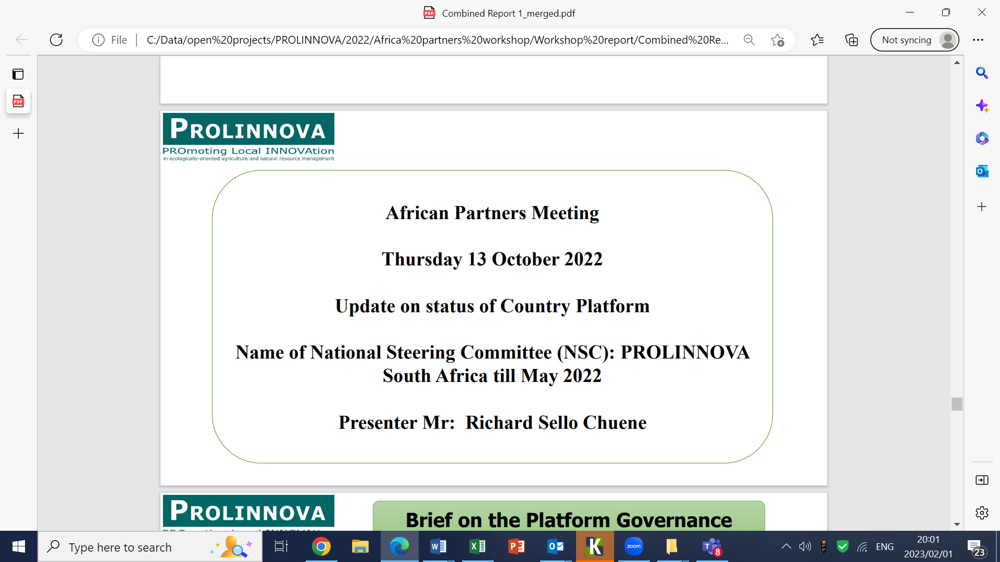 Combined Report 1_merged.pdf
File
C:/Data/open%20projects/PROLINNOVA/2022/Africa%20partners%20workshop/Workshop%20report/Combined%20Re...
Not syncing
PROLINNOVA
PROmoting Local INNOVAtion
in ecologically-oriented agriculture and natural resource management
African Partners Meeting
Thursday 13 October 2022
Update on status of Country Platform
Name of National Steering Committee (NSC): PROLINNOVA
South Africa till May 2022
Presenter Mr: Richard Sello Chuene
PROLINNOVA
Brief on the Platform Governance
Type here to search
zoom
8
ENG
20:01
2023/02/01
23